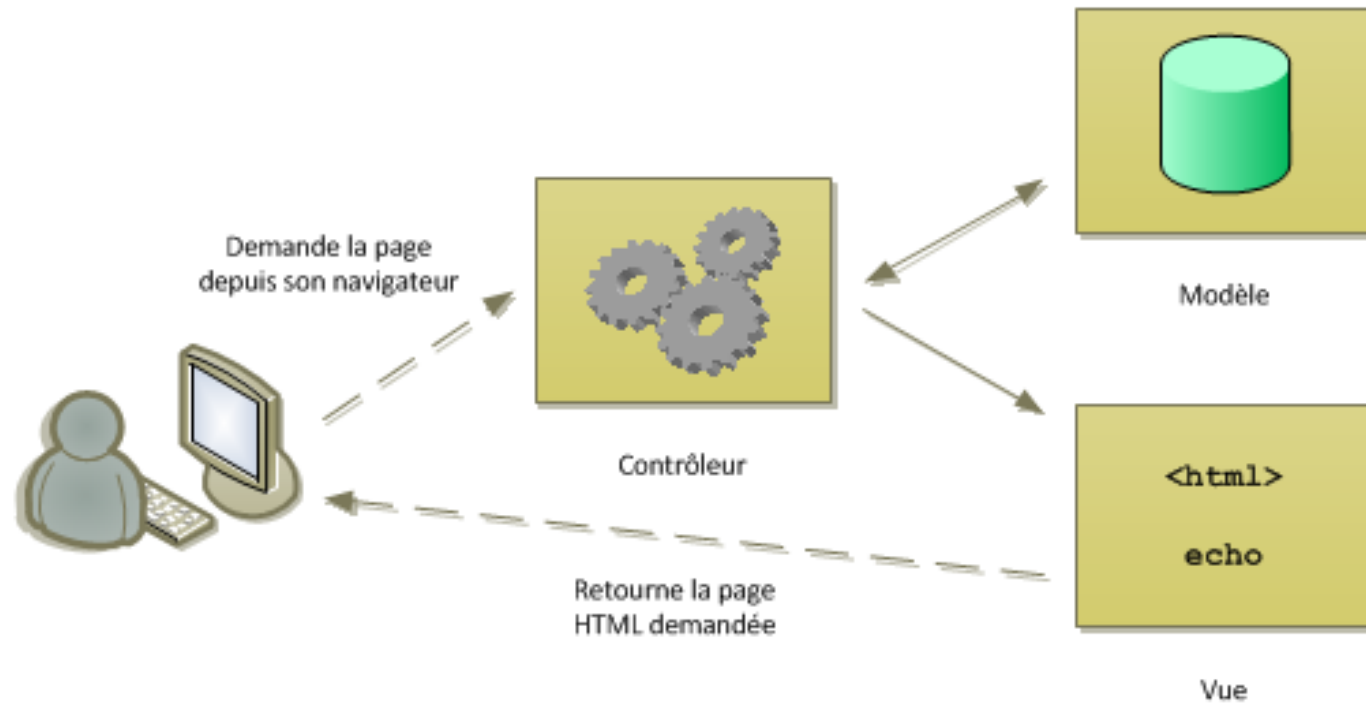 Demande la page
depuis son navigateur
Modèle
Contrôleur
<html>
echo
Retourne la page
HTML demandée
Vue